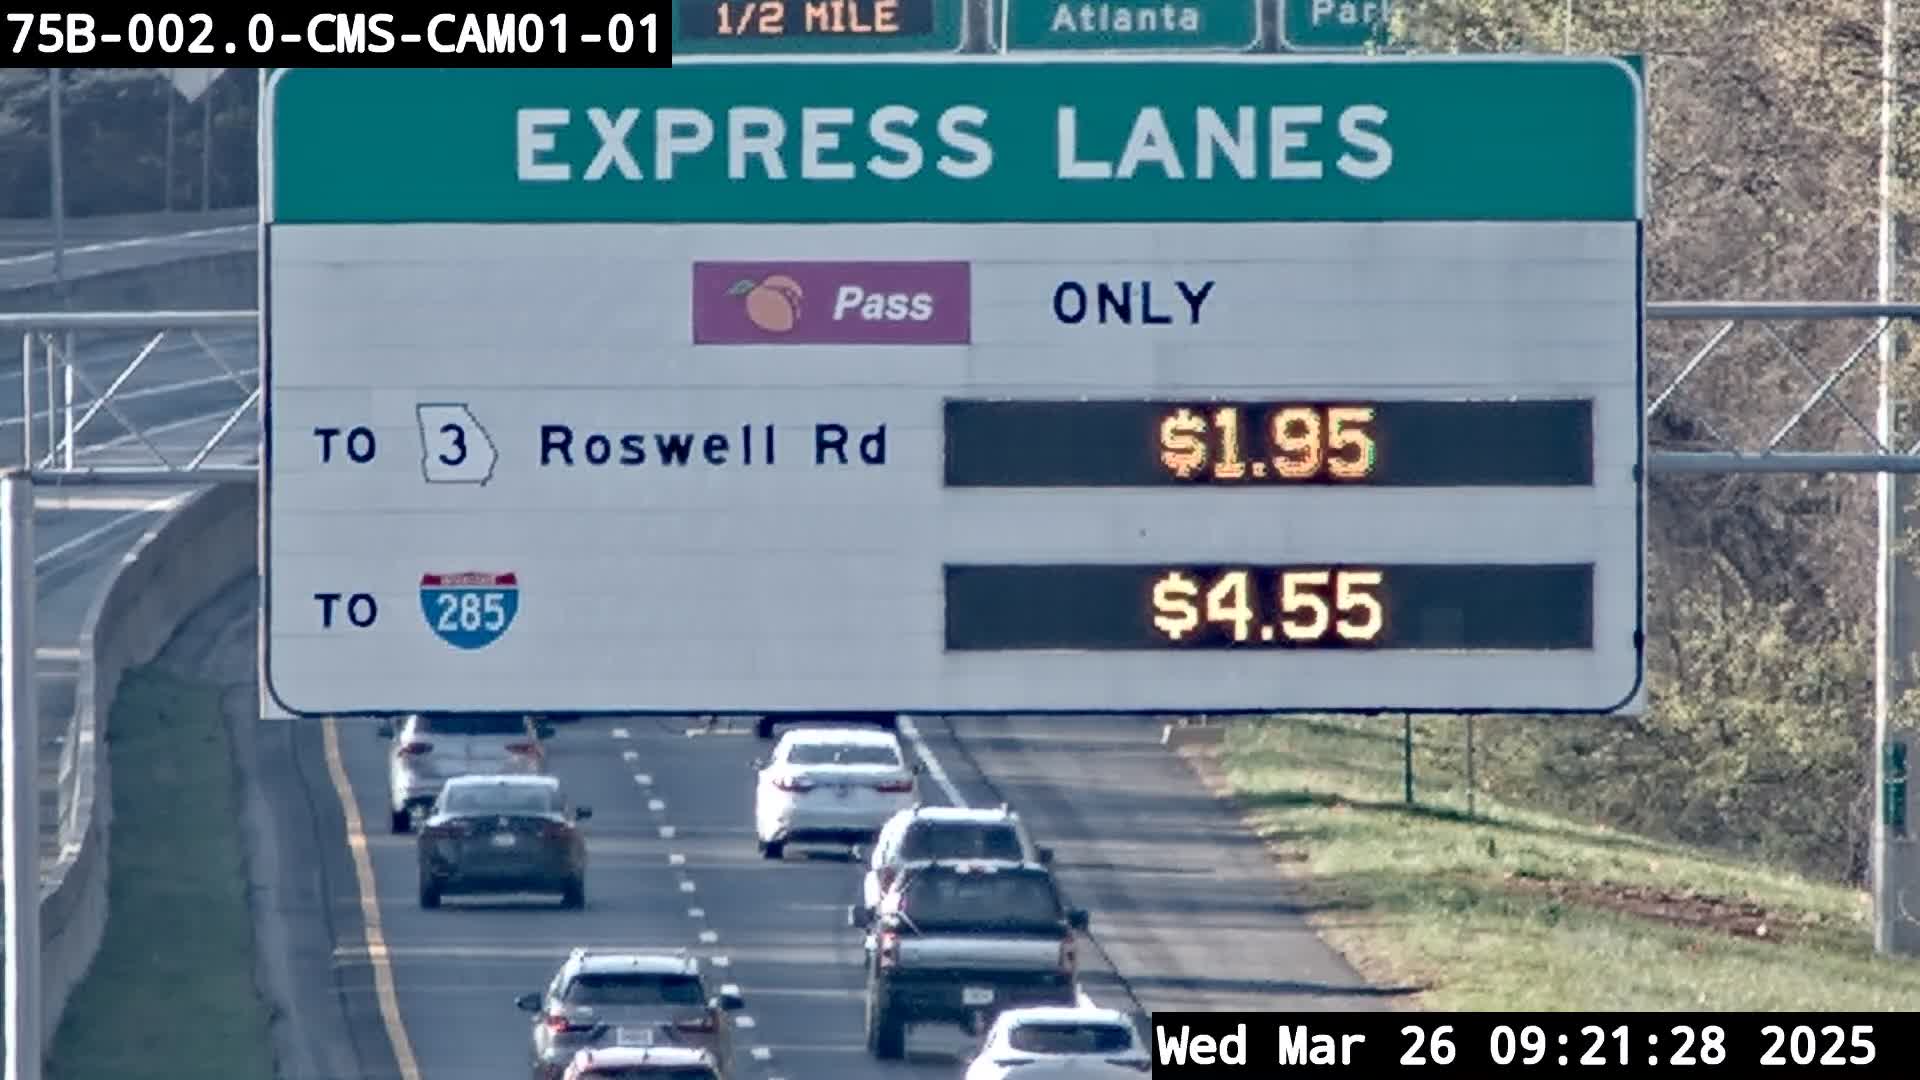 75B-002.0-CMS-CAM01-01
1/2 MILE
Atlanta
EXPRESS LANES
Pass ONLY
TO 3 Roswell Rd $1.95
TO 285 $4.55
Wed Mar 26 09:21:28 2025